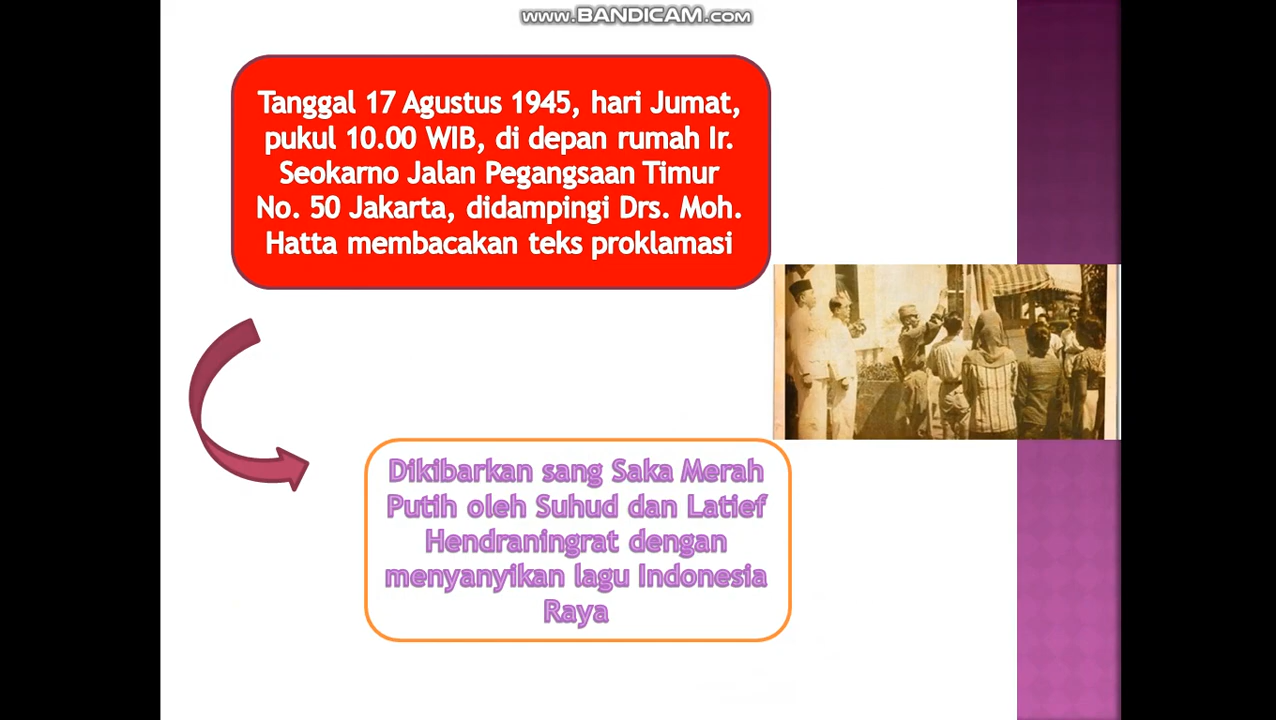 www.BANDICAM.com
Tanggal 17 Agustus 1945, hari Jumat,
pukul 10.00 WIB, di depan rumah Ir.
Seokarno Jalan Pegangsaan Timur
No. 50 Jakarta, didampingi Drs. Moh.
Hatta membacakan teks proklamasi
Dikibarkan sang Saka Merah
Putih oleh Suhud dan Latief
Hendraningrat dengan
menyanyikan lagu Indonesia
Raya